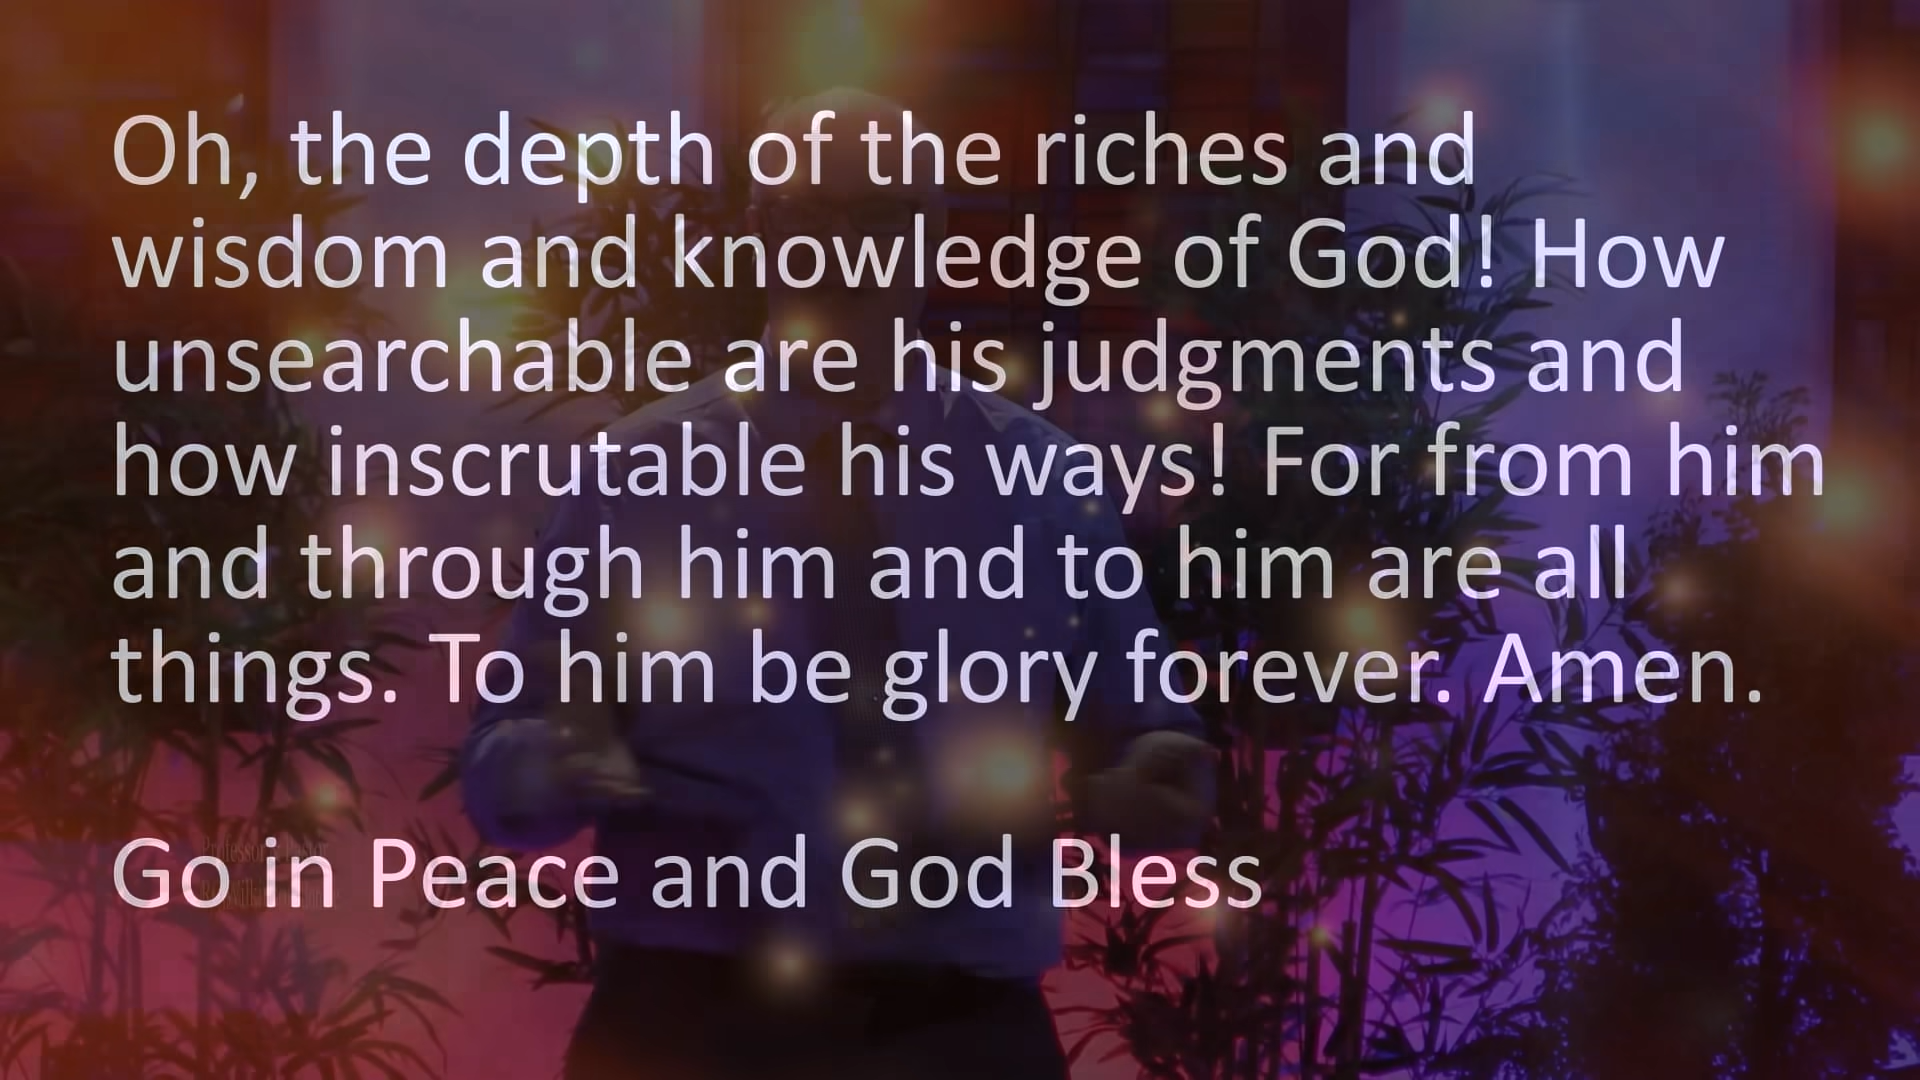 Oh, the depth of the riches and
wisdom and knowledge of God! How
unsearchable are his judgments and
how inscrutable his ways! For from him
and through him and to him are all
things. To him be glory forever. Amen.
Go in Peace and God Bless